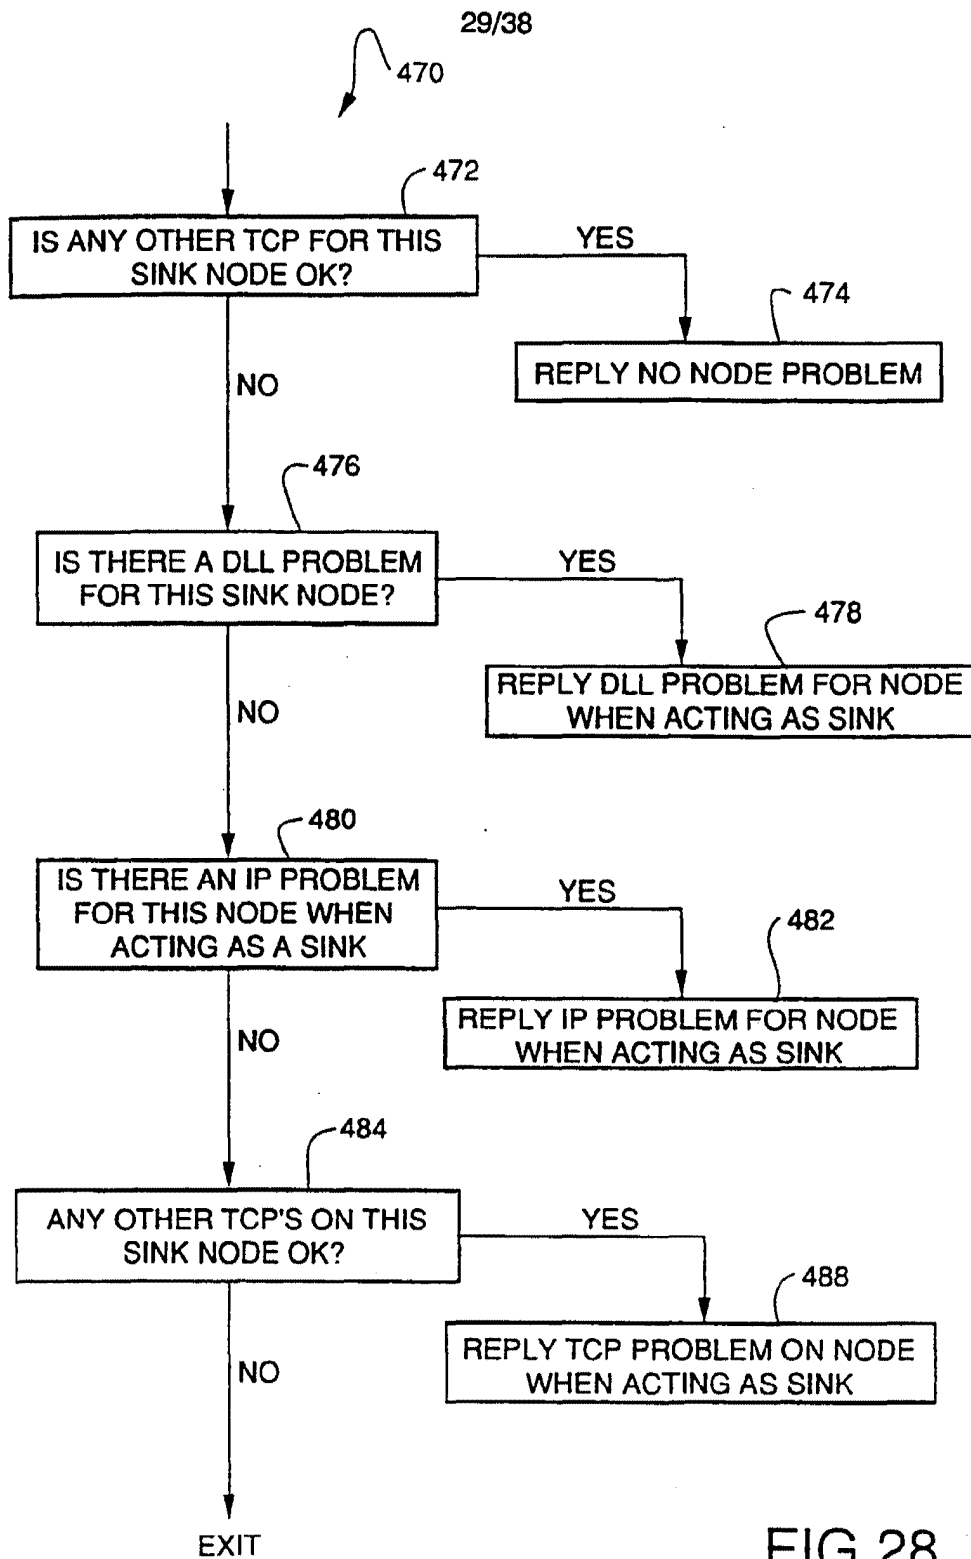 29/38
470
472
IS ANY OTHER TCP FOR THIS
SINK NODE OK?
YES
474
REPLY NO NODE PROBLEM
NO
476
IS THERE A DLL PROBLEM
FOR THIS SINK NODE?
YES
478
REPLY DLL PROBLEM FOR NODE
WHEN ACTING AS SINK
NO
480
IS THERE AN IP PROBLEM
FOR THIS NODE WHEN
ACTING AS A SINK
YES
482
REPLY IP PROBLEM FOR NODE
WHEN ACTING AS SINK
NO
484
ANY OTHER TCP'S ON THIS
SINK NODE OK?
YES
488
REPLY TCP PROBLEM ON NODE
WHEN ACTING AS SINK
NO
EXIT
FIG 28